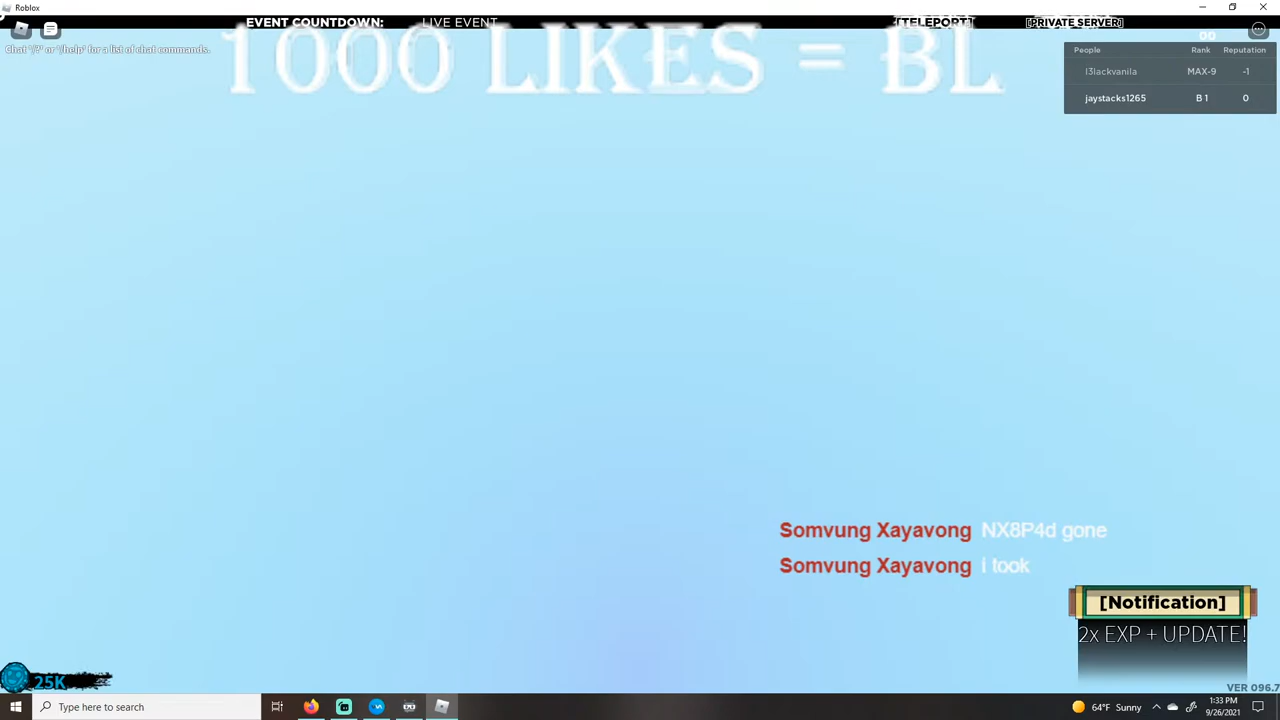 Roblox
EVENT COUNTDOWN: LIVE EVENT
[TELEPORT]
[PRIVATE SERVER:]
00
Chat '/?' or '/help' for a list of chat commands.
1000 LIKES = BL
People Rank Reputation
l3lackvanila MAX-9 -1
jaystacks1265 B 1 0
Somvung Xayavong NX8P4d gone
Somvung Xayavong i took
[Notification]
2x EXP + UPDATE!
25K
VER 096.7
Type here to search
64°F Sunny
1:33 PM
9/26/2021